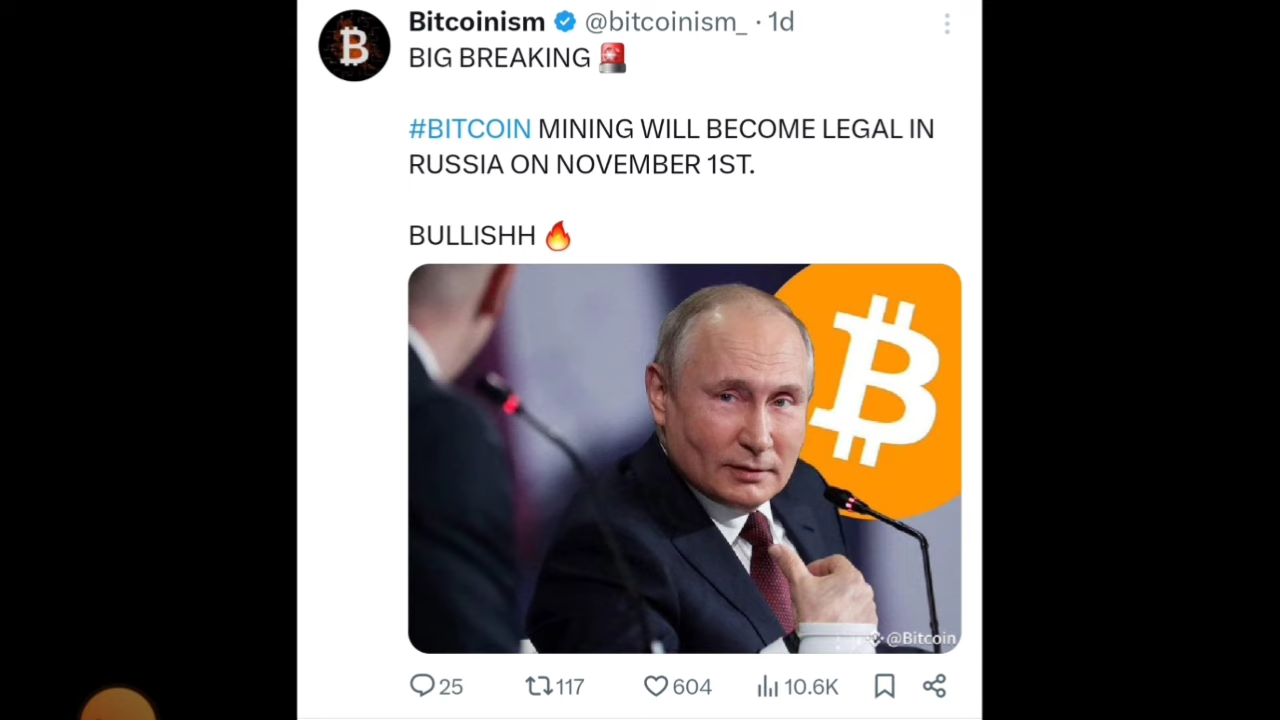 Bitcoinism @bitcoinism_ · 1d
BIG BREAKING 🚨
#BITCOIN MINING WILL BECOME LEGAL IN
RUSSIA ON NOVEMBER 1ST.
BULLISHH 🔥
@Bitcoin
25 117 604 10.6K